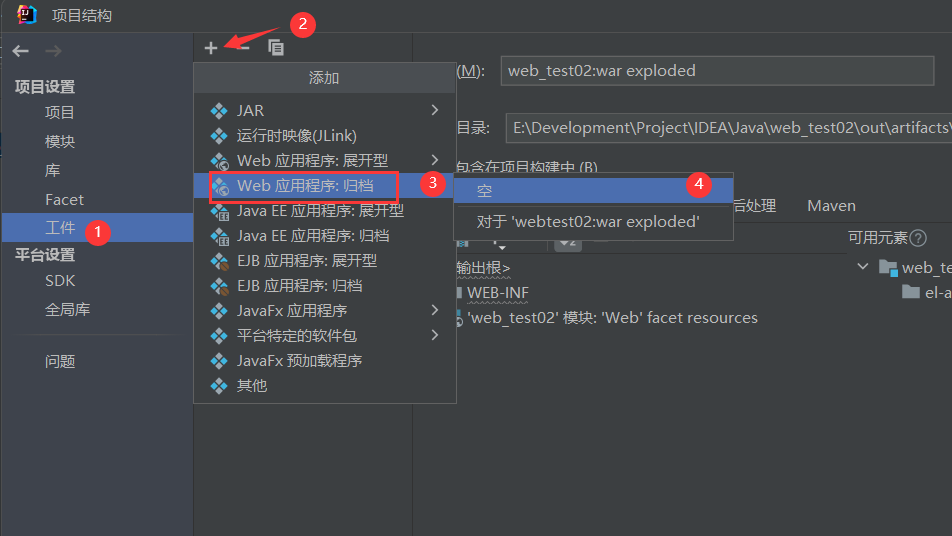 项目结构
2
项目设置
项目
模块
库
Facet
工件
1
平台设置
SDK
全局库
问题
添加
JAR
运行时映像(JLink)
Web 应用程序: 展开型
Web 应用程序: 归档
3
Java EE 应用程序: 展开型
Java EE 应用程序: 归档
EJB 应用程序: 展开型
EJB 应用程序: 归档
JavaFx 应用程序
平台特定的软件包
JavaFx 预加载程序
其他
空
4
对于 'webtest02:war exploded'
(M): web_test02:war exploded
目录: E:\Development\Project\IDEA\Java\web_test02\out\artifacts\
包含在项目构建中 (B)
后处理 Maven
可用元素
输出根>
WEB-INF
'web_test02' 模块: 'Web' facet resources
web_te
el-a